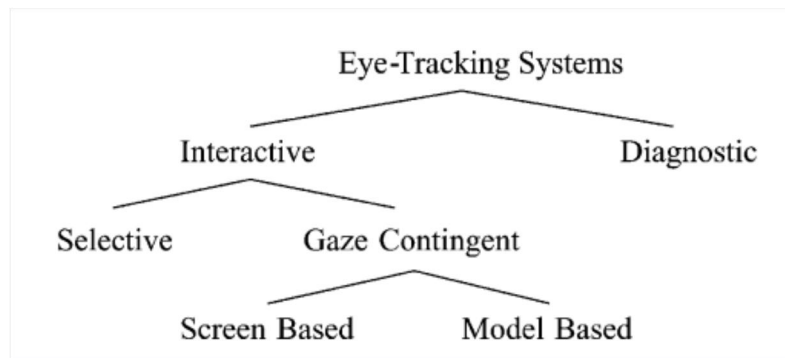 Eye-Tracking Systems
Interactive Diagnostic
Selective Gaze Contingent
Screen Based Model Based